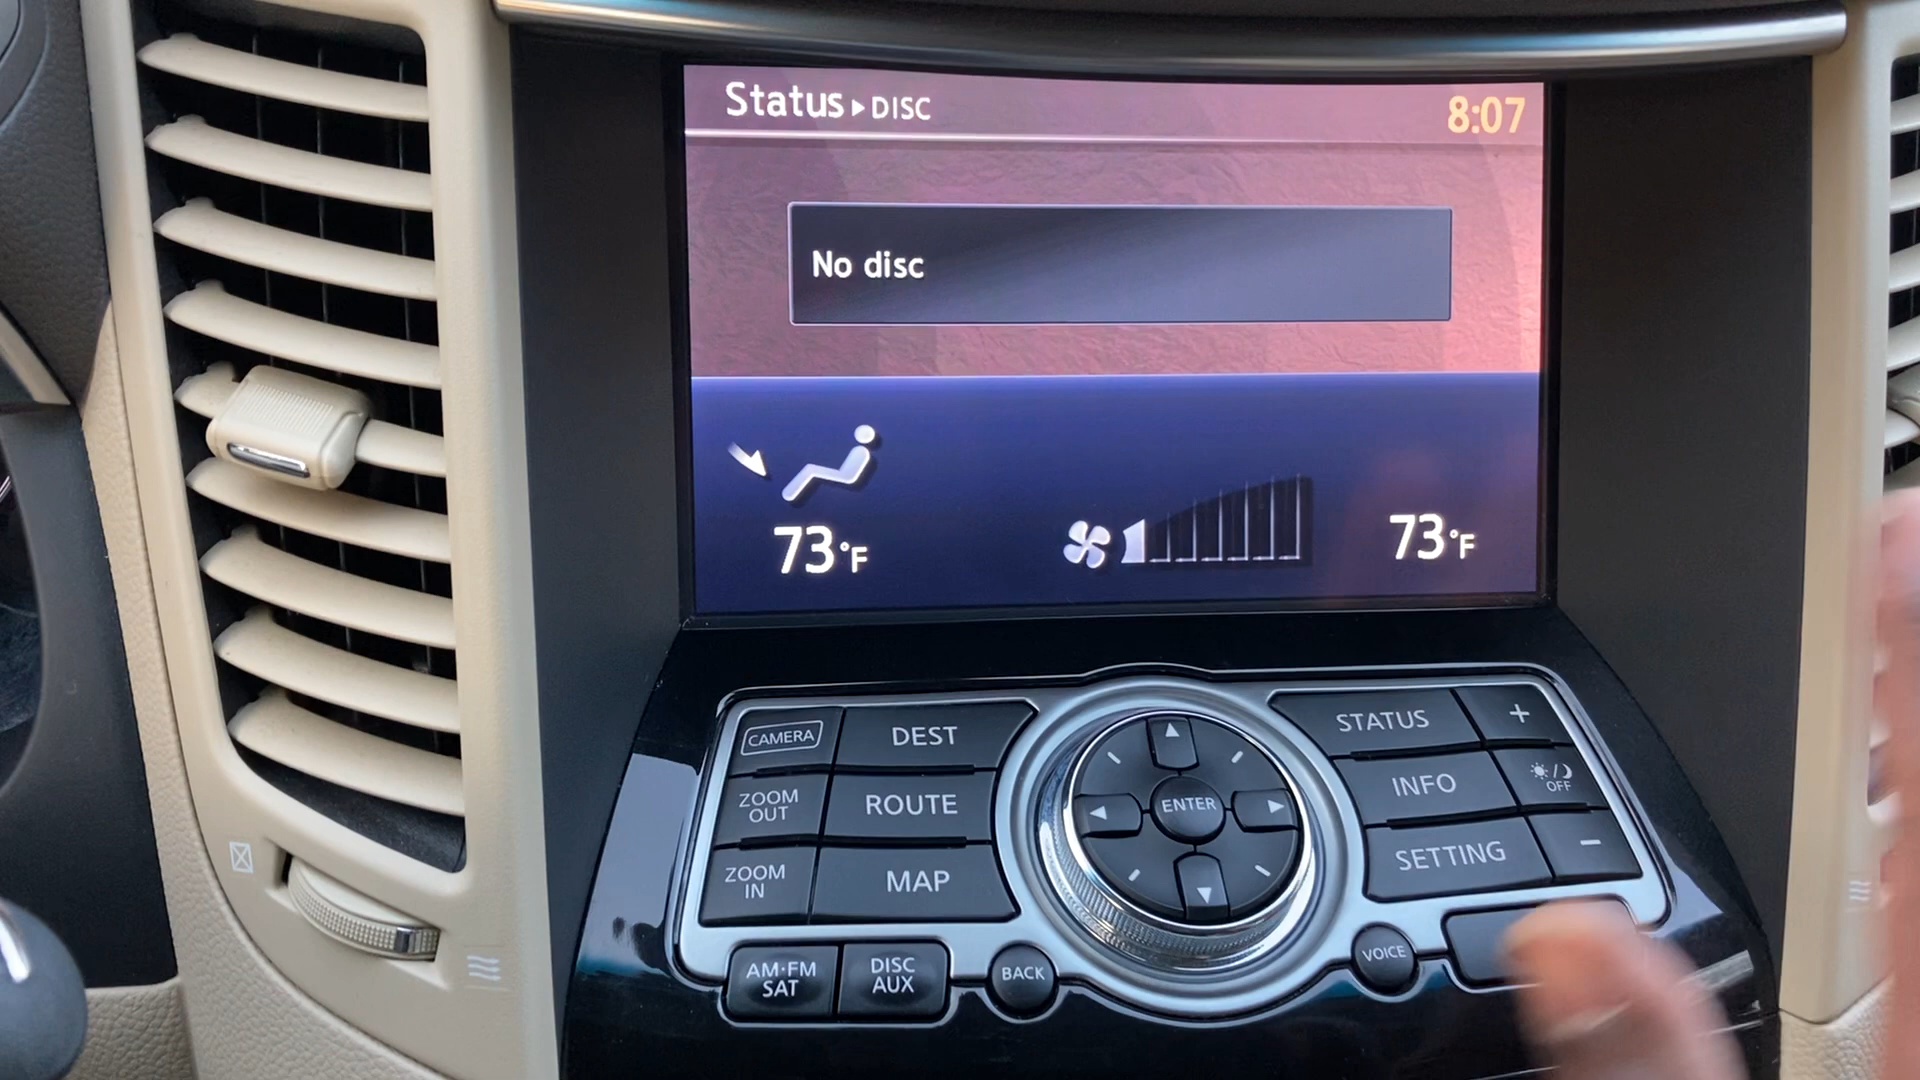 Status▸DISC
8:07
No disc
73°F
73°F
CAMERA
DEST
ZOOM
OUT
ROUTE
ZOOM
IN
MAP
ENTER
STATUS
+
INFO
OFF
SETTING
−
AM·FM
SAT
DISC
AUX
BACK
VOICE